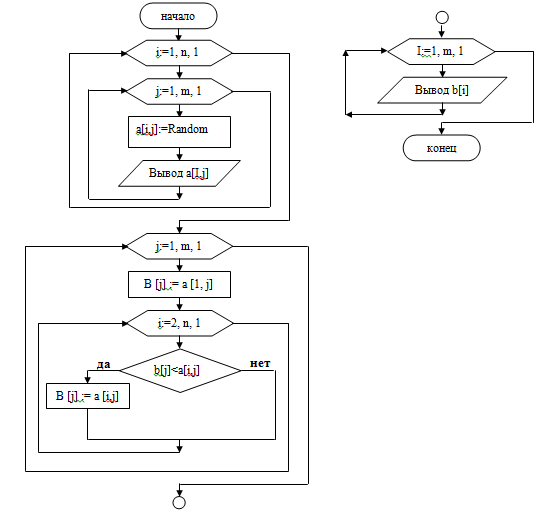 начало
i:=1, n, 1
j:=1, m, 1
a[i,j]:=Random
Вывод a[I,j]
j:=1, m, 1
В [j] := a [1, j]
i:=2, n, 1
да
нет
b[j]<a[i,j]
В [j] := a [i,j]
I:=1, m, 1
Вывод b[i]
конец